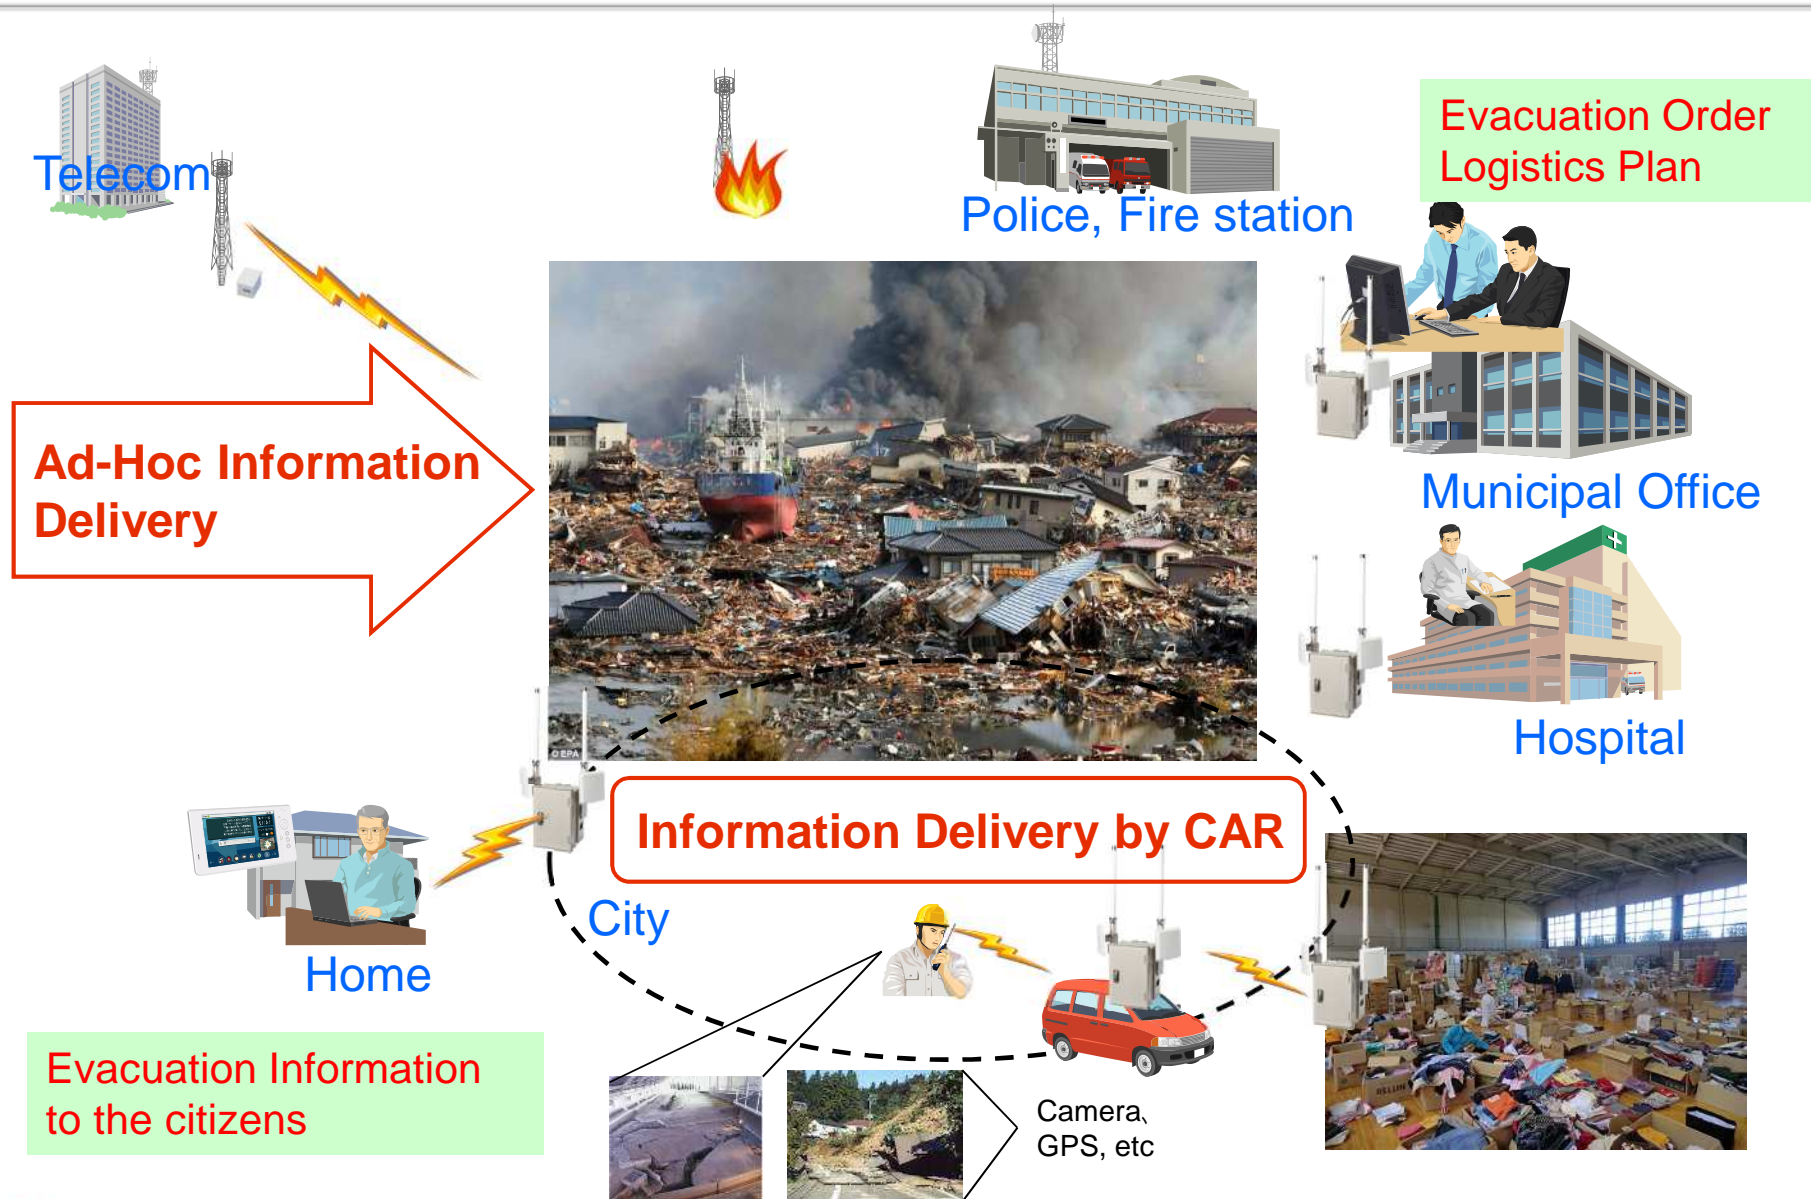 Telecom
Police, Fire station
Evacuation Order
Logistics Plan
Ad-Hoc Information
Delivery
Municipal Office
Hospital
© EPA
Information Delivery by CAR
City
Home
Evacuation Information
to the citizens
Camera、
GPS, etc